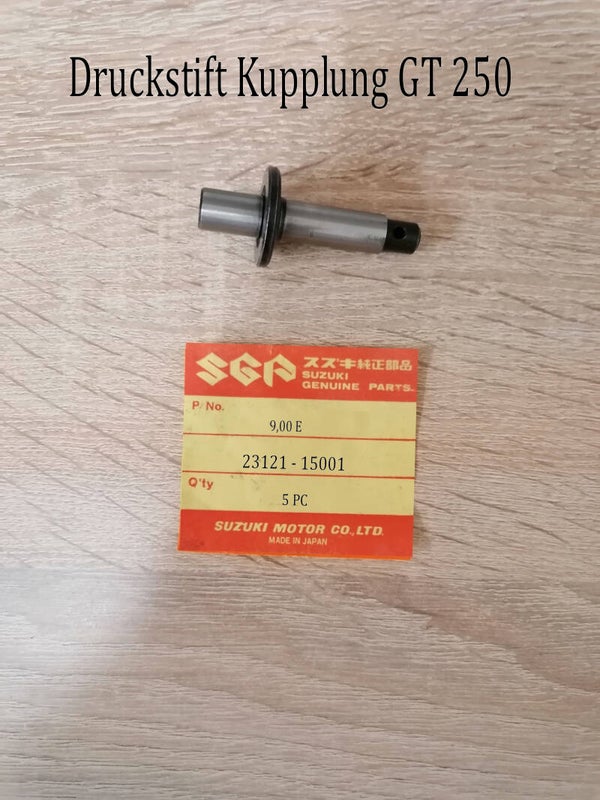 Druckstift Kupplung GT 250
SGP スズキ純正部品
SUZUKI
GENUINE PARTS.
P/No.
9,00 E
23121 - 15001
Q'ty
5 PC
SUZUKI MOTOR CO.,LTD.
MADE IN JAPAN